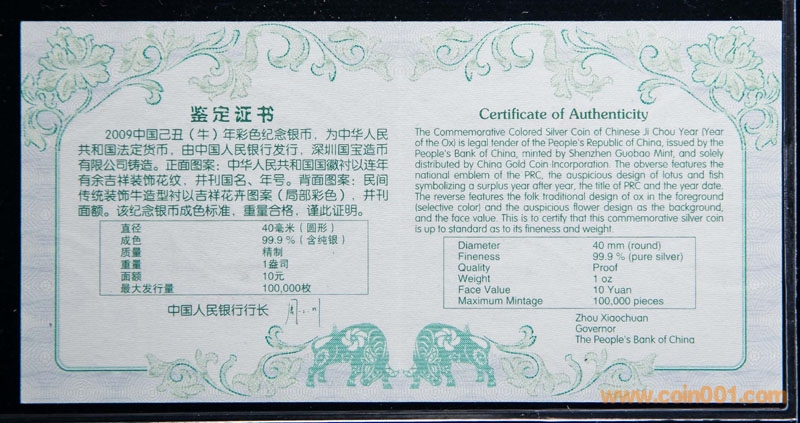 鉴定证书
2009中国己丑（牛）年彩色纪念银币，为中华人民
共和国法定货币，由中国人民银行发行，深圳国宝造币
有限公司铸造。正面图案：中华人民共和国国徽衬以连年
有余吉祥装饰花纹，并刊国名、年号。背面图案：民间
传统装饰牛造型衬以吉祥花卉图案（局部彩色），并刊
面额。该纪念银币成色标准，重量合格，谨此证明。
直径 40毫米（圆形）
成色 99.9％（含纯银）
质量 精制
重量 1盎司
面额 10元
最大发行量 100,000枚
中国人民银行行长
Certificate of Authenticity
The Commemorative Colored Silver Coin of Chinese Ji Chou Year (Year
of the Ox) is legal tender of the People's Republic of China, issued by the
People's Bank of China, minted by Shenzhen Guobao Mint, and solely
distributed by China Gold Coin Incorporation. The obverse features the
national emblem of the PRC, the auspicious design of lotus and fish
symbolizing a surplus year after year, the title of PRC and the year date.
The reverse features the folk traditional design of ox in the foreground
(selective color) and the auspicious flower design as the background,
and the face value. This is to certify that this commemorative silver coin
is up to standard as to its fineness and weight.
Diameter 40 mm (round)
Fineness 99.9 % (pure silver)
Quality Proof
Weight 1 oz
Face Value 10 Yuan
Maximum Mintage 100,000 pieces
Zhou Xiaochuan
Governor
The People's Bank of China
www.coin001.com